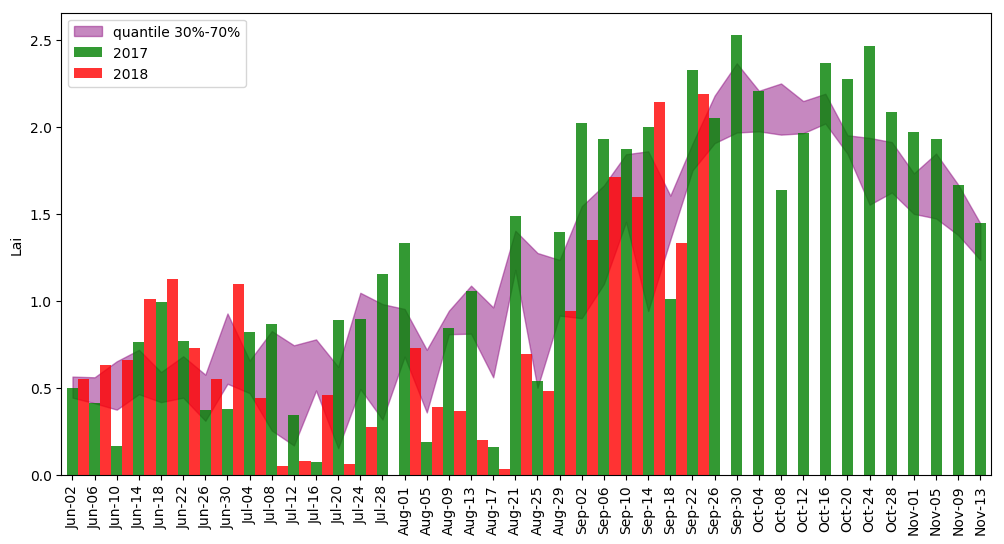 quantile 30%-70%
2017
2018
Lai
2.5
2.0
1.5
1.0
0.5
0.0
Jun-02
Jun-06
Jun-10
Jun-14
Jun-18
Jun-22
Jun-26
Jun-30
Jul-04
Jul-08
Jul-12
Jul-16
Jul-20
Jul-24
Jul-28
Aug-01
Aug-05
Aug-09
Aug-13
Aug-17
Aug-21
Aug-25
Aug-29
Sep-02
Sep-06
Sep-10
Sep-14
Sep-18
Sep-22
Sep-26
Sep-30
Oct-04
Oct-08
Oct-12
Oct-16
Oct-20
Oct-24
Oct-28
Nov-01
Nov-05
Nov-09
Nov-13